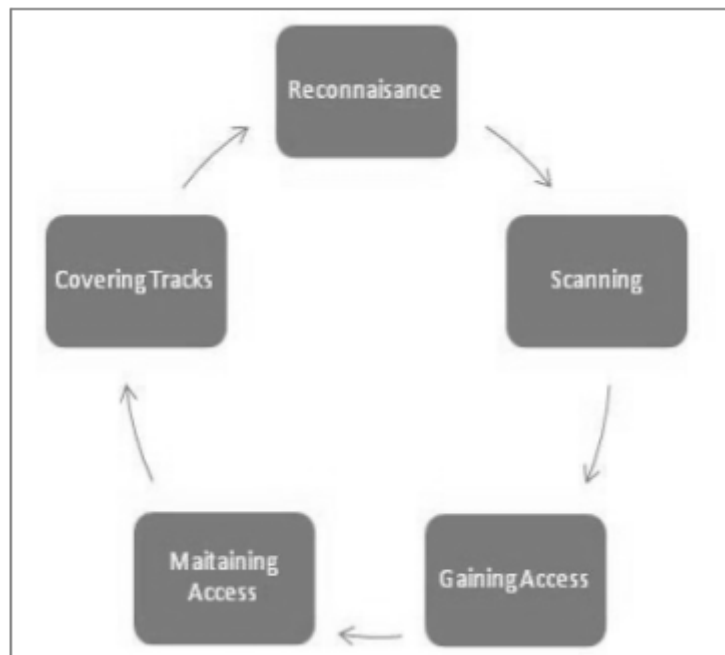 Reconnaisance
Scanning
Gaining Access
Maitaining
Access
Covering Tracks